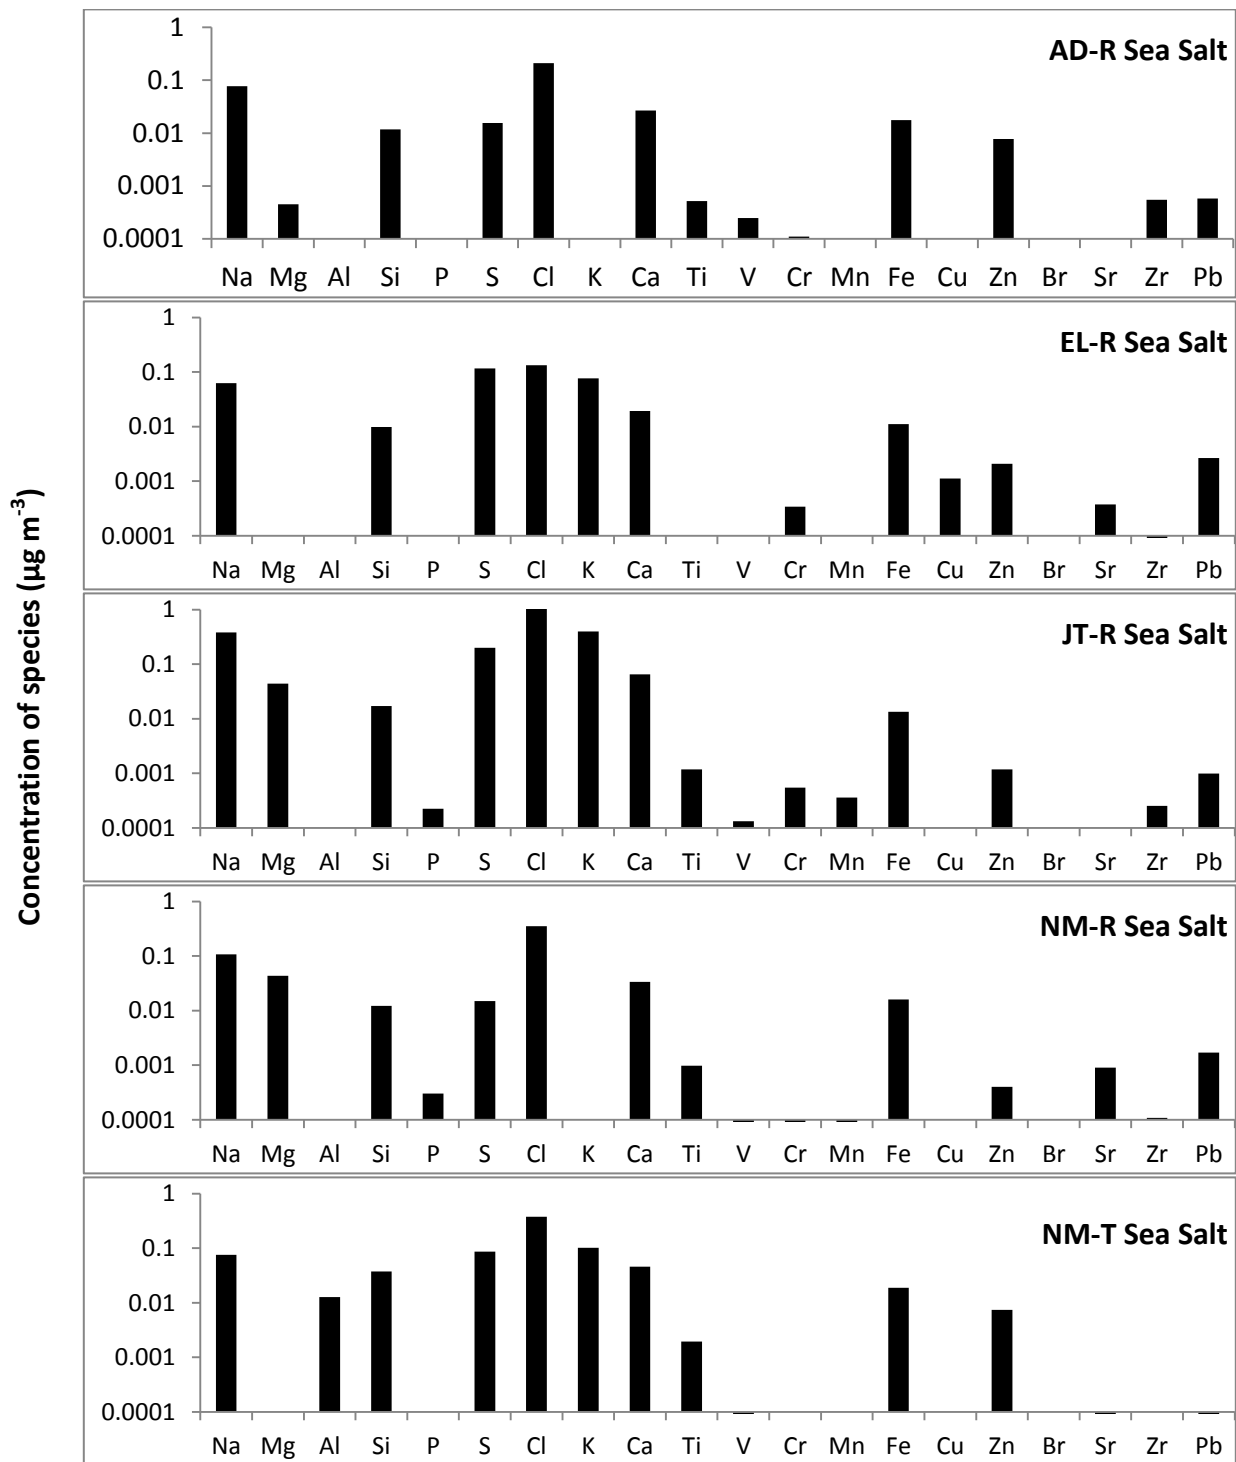 Concentration of species (µg m⁻³)
AD-R Sea Salt
1
0.1
0.01
0.001
0.0001
Na Mg Al Si P S Cl K Ca Ti V Cr Mn Fe Cu Zn Br Sr Zr Pb
EL-R Sea Salt
1
0.1
0.01
0.001
0.0001
Na Mg Al Si P S Cl K Ca Ti V Cr Mn Fe Cu Zn Br Sr Zr Pb
JT-R Sea Salt
1
0.1
0.01
0.001
0.0001
Na Mg Al Si P S Cl K Ca Ti V Cr Mn Fe Cu Zn Br Sr Zr Pb
NM-R Sea Salt
1
0.1
0.01
0.001
0.0001
Na Mg Al Si P S Cl K Ca Ti V Cr Mn Fe Cu Zn Br Sr Zr Pb
NM-T Sea Salt
1
0.1
0.01
0.001
0.0001
Na Mg Al Si P S Cl K Ca Ti V Cr Mn Fe Cu Zn Br Sr Zr Pb